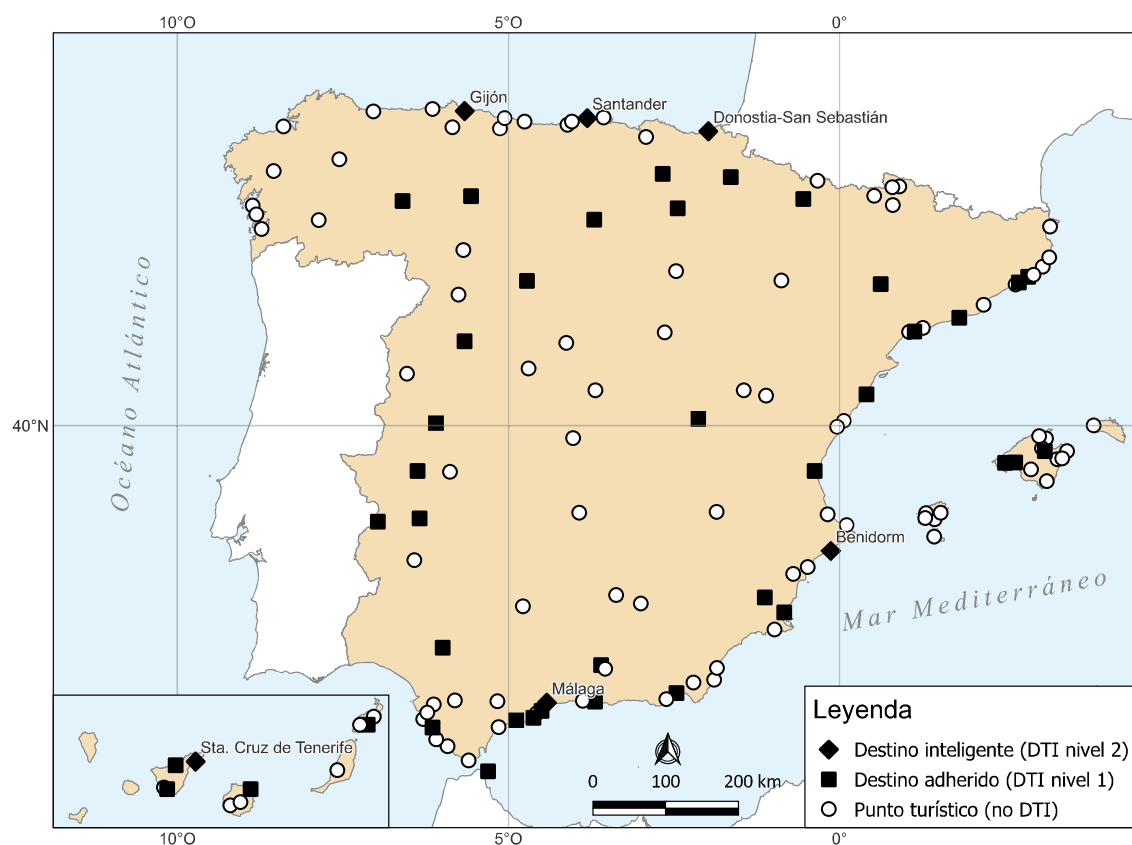 10°O 5°O 0°
Gijón
Santander
Donostia-San Sebastián
Océano Atlántico
40°N
Benidorm
Mar Mediterráneo
Málaga
Sta. Cruz de Tenerife
0 100 200 km
Leyenda
Destino inteligente (DTI nivel 2)
Destino adherido (DTI nivel 1)
Punto turístico (no DTI)
10°O 5°O 0°